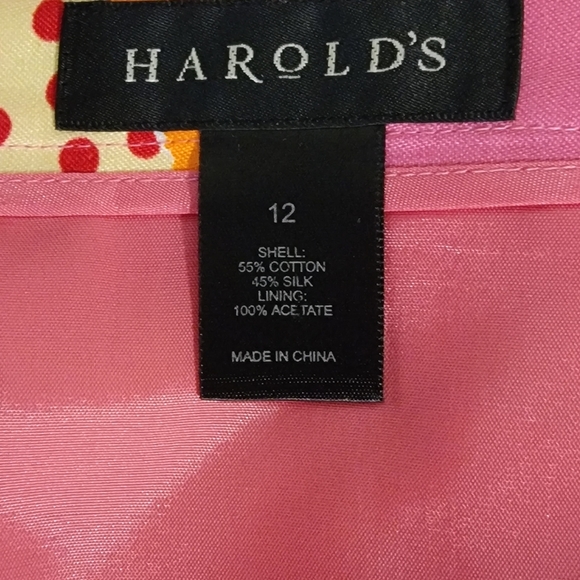 HAROLD'S
12
SHELL:
55% COTTON
45% SILK
LINING:
100% ACETATE
MADE IN CHINA